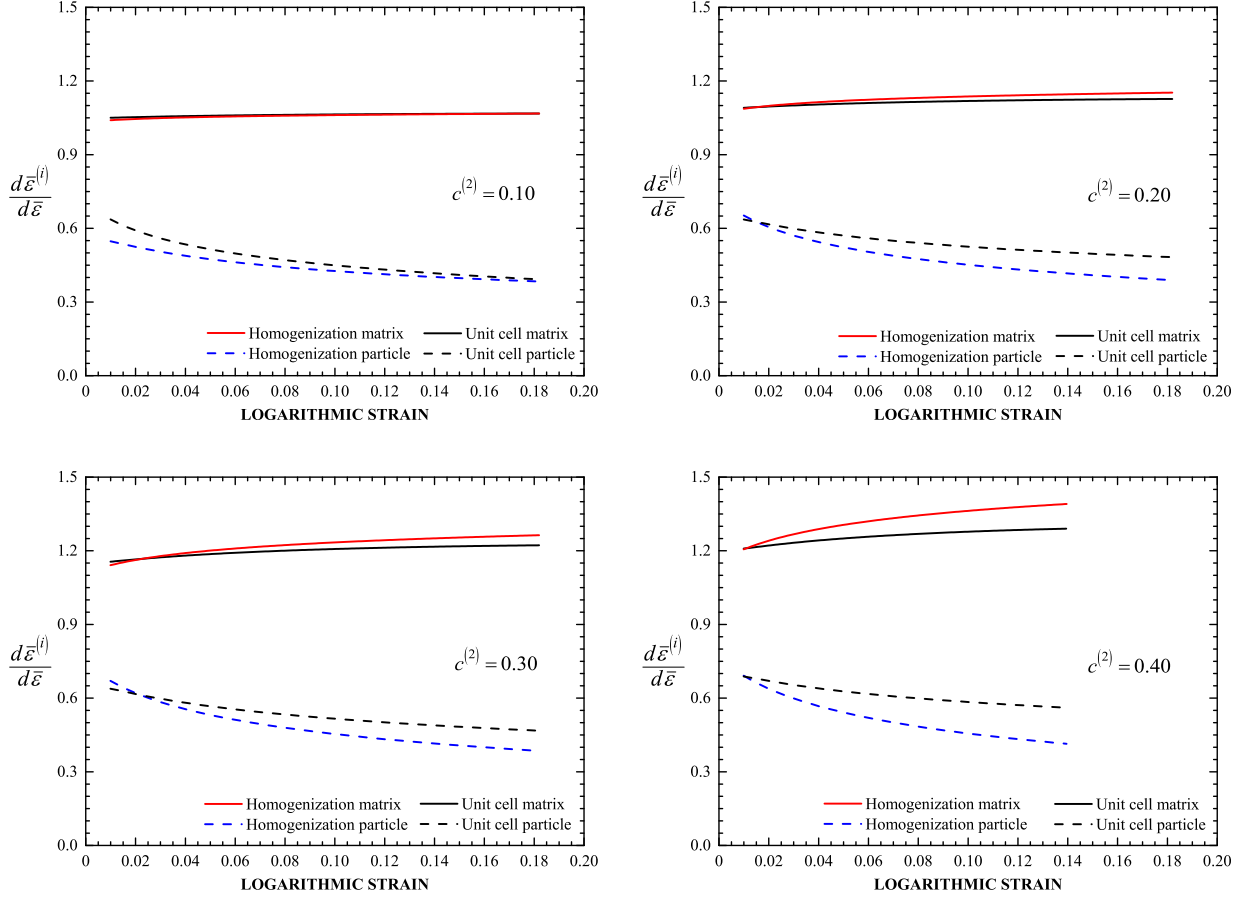 1.5
1.2
0.9
0.6
0.3
0.0
dε̄⁽ⁱ⁾
dε̄
c⁽²⁾ = 0.10
Homogenization matrix Unit cell matrix
Homogenization particle Unit cell particle
0 0.02 0.04 0.06 0.08 0.10 0.12 0.14 0.16 0.18 0.20
LOGARITHMIC STRAIN
1.5
1.2
0.9
0.6
0.3
0.0
dε̄⁽ⁱ⁾
dε̄
c⁽²⁾ = 0.20
Homogenization matrix Unit cell matrix
Homogenization particle Unit cell particle
0 0.02 0.04 0.06 0.08 0.10 0.12 0.14 0.16 0.18 0.20
LOGARITHMIC STRAIN
1.5
1.2
0.9
0.6
0.3
0.0
dε̄⁽ⁱ⁾
dε̄
c⁽²⁾ = 0.30
Homogenization matrix Unit cell matrix
Homogenization particle Unit cell particle
0 0.02 0.04 0.06 0.08 0.10 0.12 0.14 0.16 0.18 0.20
LOGARITHMIC STRAIN
1.5
1.2
0.9
0.6
0.3
0.0
dε̄⁽ⁱ⁾
dε̄
c⁽²⁾ = 0.40
Homogenization matrix Unit cell matrix
Homogenization particle Unit cell particle
0 0.02 0.04 0.06 0.08 0.10 0.12 0.14 0.16 0.18 0.20
LOGARITHMIC STRAIN